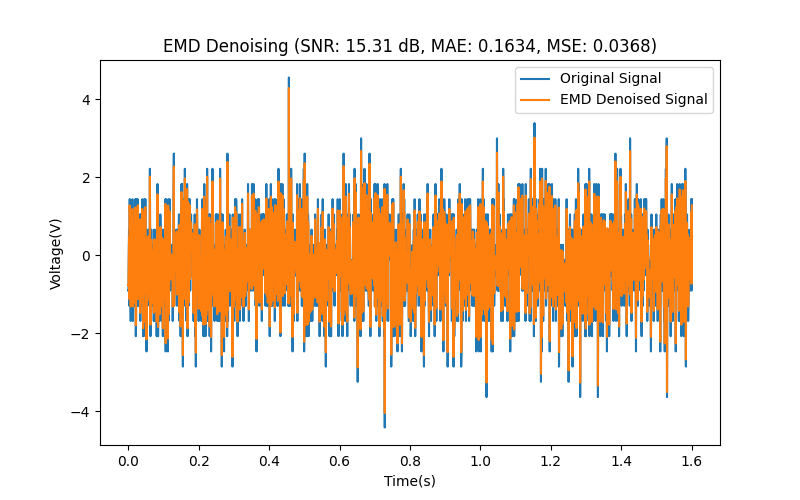 EMD Denoising (SNR: 15.31 dB, MAE: 0.1634, MSE: 0.0368)
Original Signal
EMD Denoised Signal
4
2
0
−2
−4
Voltage(V)
0.0 0.2 0.4 0.6 0.8 1.0 1.2 1.4 1.6
Time(s)